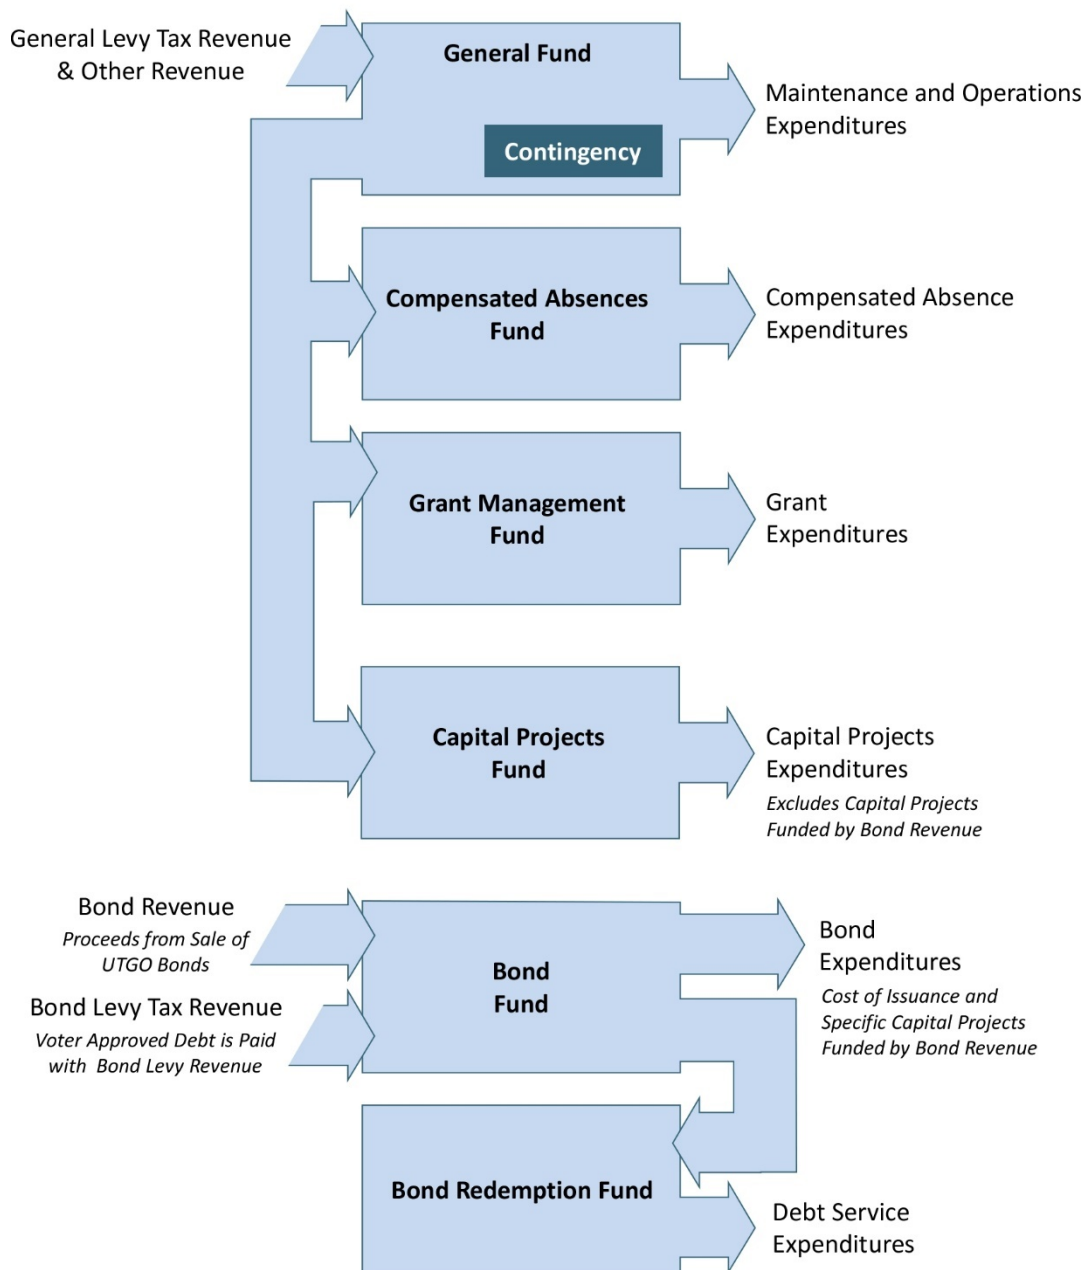 General Levy Tax Revenue
& Other Revenue
General Fund
Contingency
Maintenance and Operations
Expenditures
Compensated Absences
Fund
Compensated Absence
Expenditures
Grant Management
Fund
Grant
Expenditures
Capital Projects
Fund
Capital Projects
Expenditures
Excludes Capital Projects
Funded by Bond Revenue
Bond Revenue
Proceeds from Sale of
UTGO Bonds
Bond Levy Tax Revenue
Voter Approved Debt is Paid
with Bond Levy Revenue
Bond
Fund
Bond
Expenditures
Cost of Issuance and
Specific Capital Projects
Funded by Bond Revenue
Bond Redemption Fund
Debt Service
Expenditures